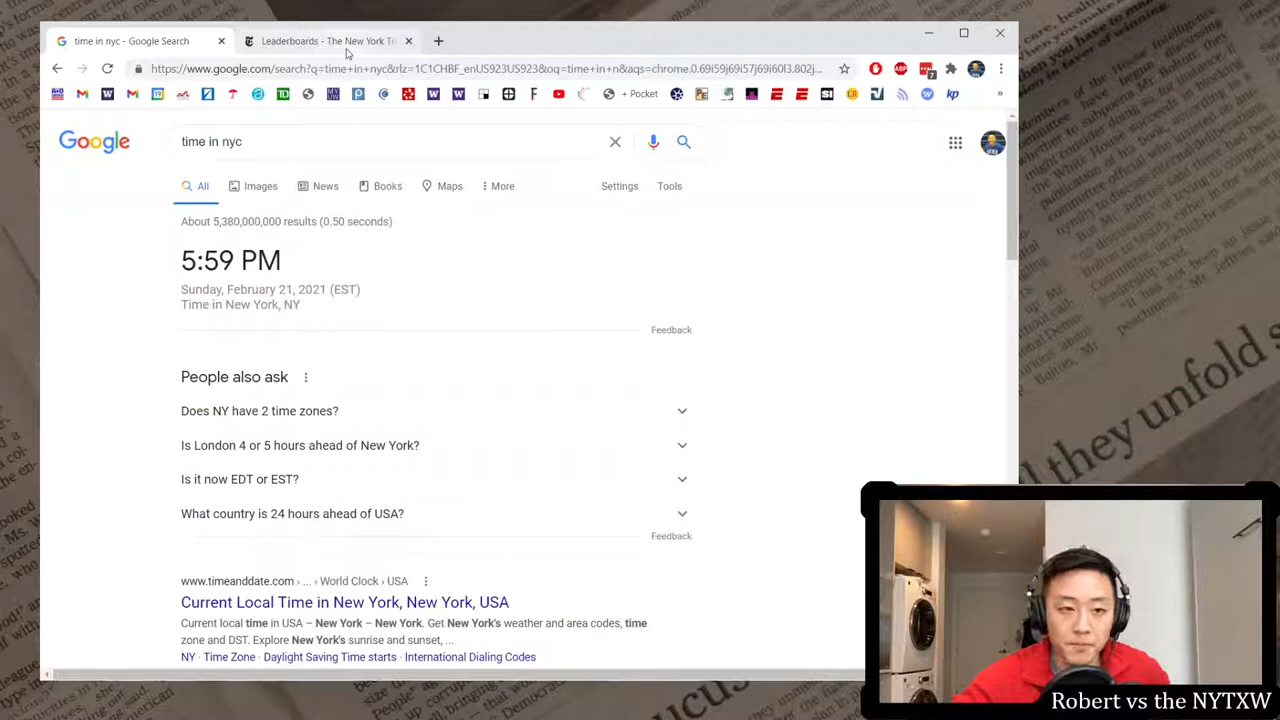 time in nyc - Google Search
Leaderboards - The New York Ti
https://www.google.com/search?q=time+in+nyc&rlz=1C1CHBF_enUS923US923&oq=time+in+n&aqs=chrome.0.69i59j69i57j69i60l3.802j...
+ Pocket
kp
»
Google
time in nyc
All
Images
News
Books
Maps
More
Settings
Tools
About 5,380,000,000 results (0.50 seconds)
5:59 PM
Sunday, February 21, 2021 (EST)
Time in New York, NY
Feedback
People also ask
Does NY have 2 time zones?
Is London 4 or 5 hours ahead of New York?
Is it now EDT or EST?
What country is 24 hours ahead of USA?
Feedback
www.timeanddate.com › ... › World Clock › USA
Current Local Time in New York, New York, USA
Current local time in USA – New York – New York. Get New York's weather and area codes, time
zone and DST. Explore New York's sunrise and sunset, ...
NY · Time Zone · Daylight Saving Time starts · International Dialing Codes
they unfold
Robert vs the NYTXW